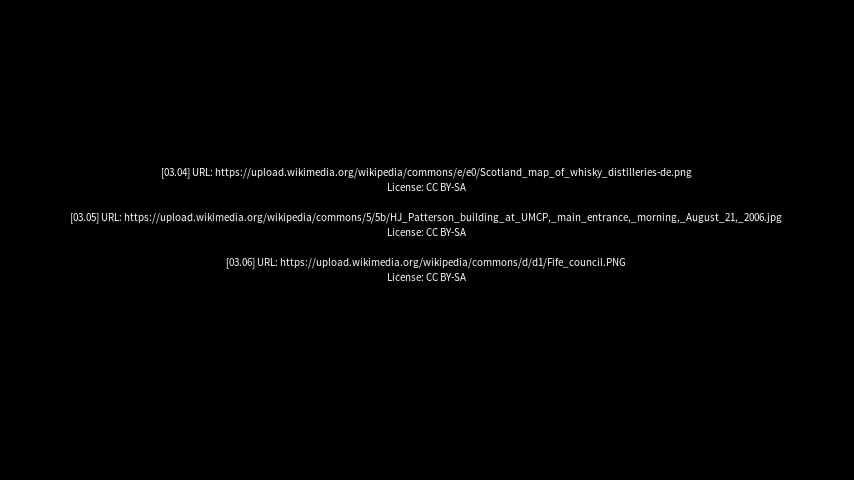 [03.04] URL: https://upload.wikimedia.org/wikipedia/commons/e/e0/Scotland_map_of_whisky_distilleries-de.png
License: CC BY-SA
[03.05] URL: https://upload.wikimedia.org/wikipedia/commons/5/5b/HJ_Patterson_building_at_UMCP,_main_entrance,_morning,_August_21,_2006.jpg
License: CC BY-SA
[03.06] URL: https://upload.wikimedia.org/wikipedia/commons/d/d1/Fife_council.PNG
License: CC BY-SA